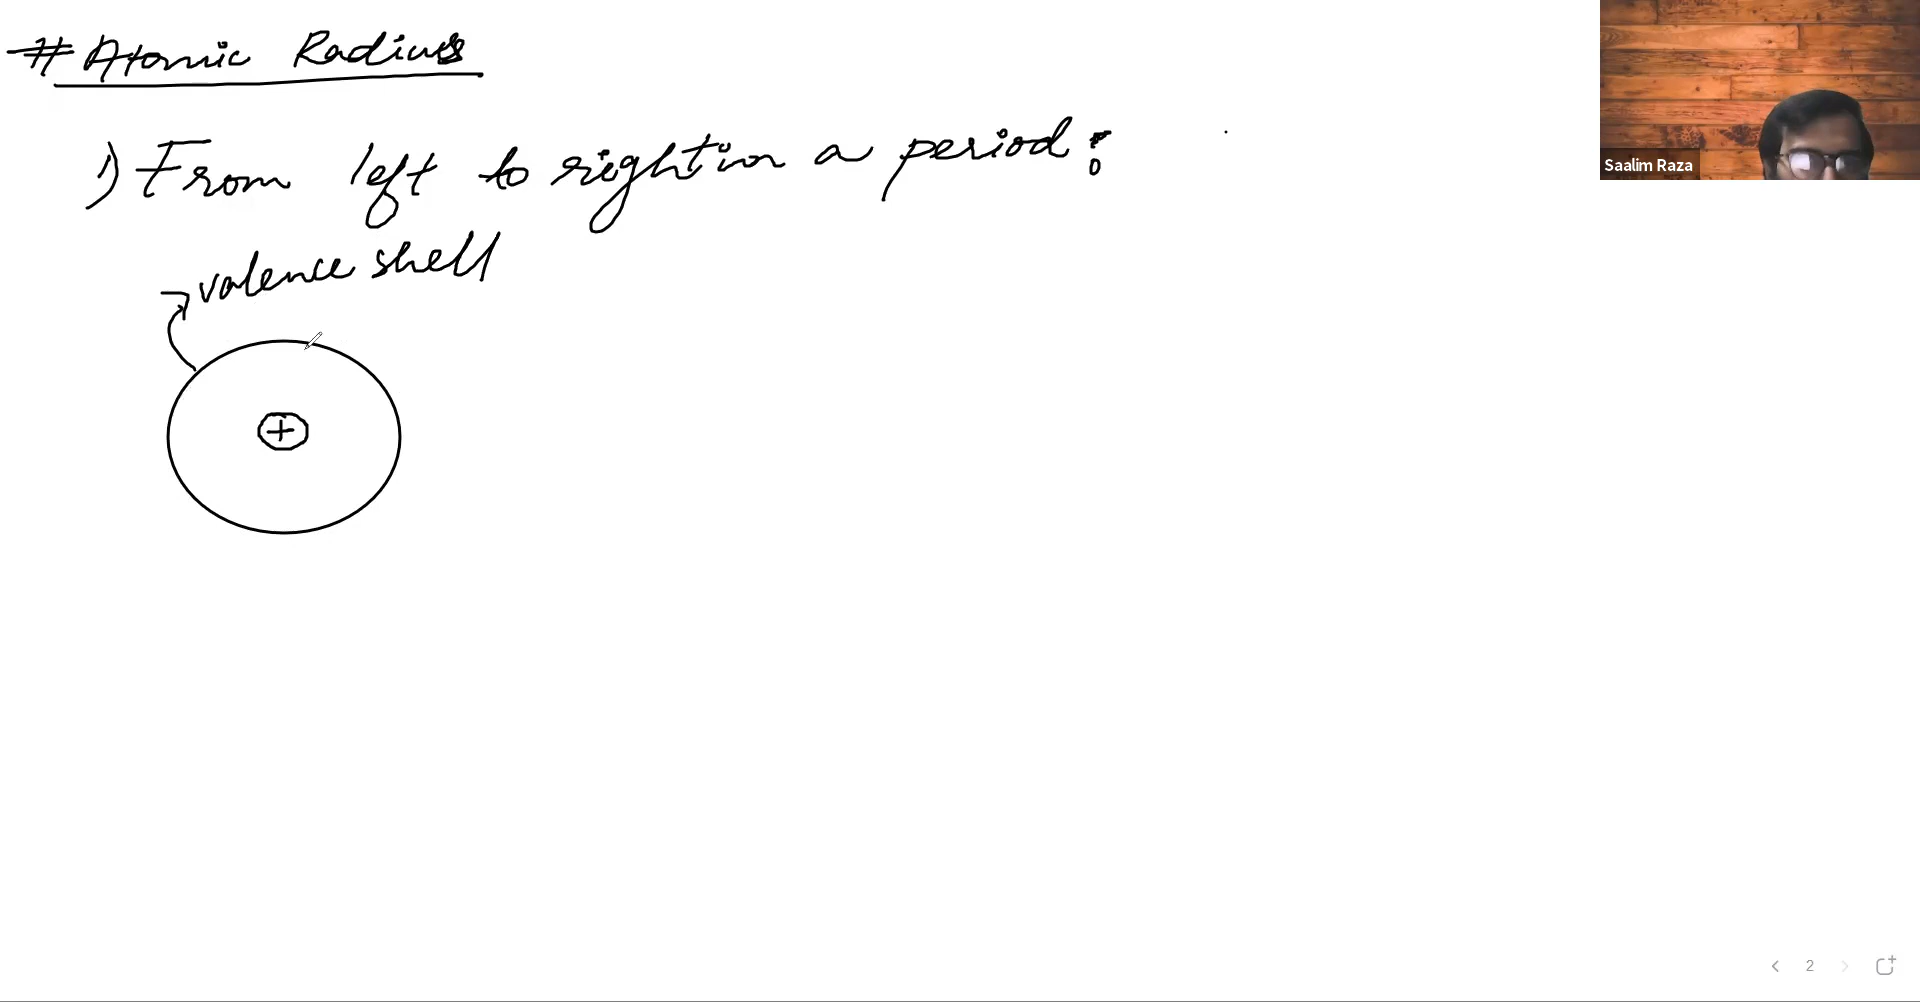 # Atomic Radius
1) From left to right in a period:
valence shell
+
Saalim Raza
2